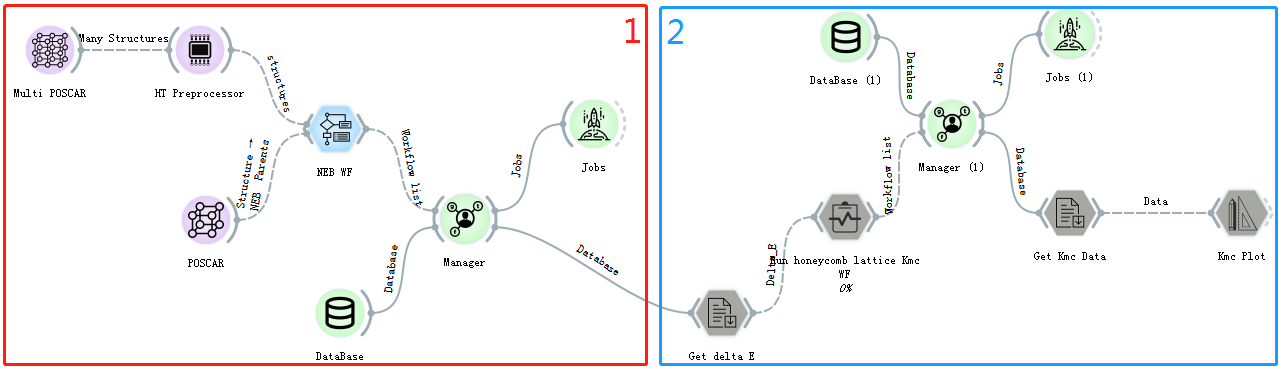 1
Many Structures
Multi POSCAR
HT Preprocessor
structures
NEB WF
Structure →
NEB Parents
POSCAR
Workflow list
Jobs
Jobs
Manager
Database
DataBase
Database
2
DataBase (1)
Database
Jobs
Jobs (1)
Manager (1)
Workflow list
Database
Get delta E
Delta_E
Run honeycomb lattice Kmc
WF
0%
Get Kmc Data
Data
Kmc Plot